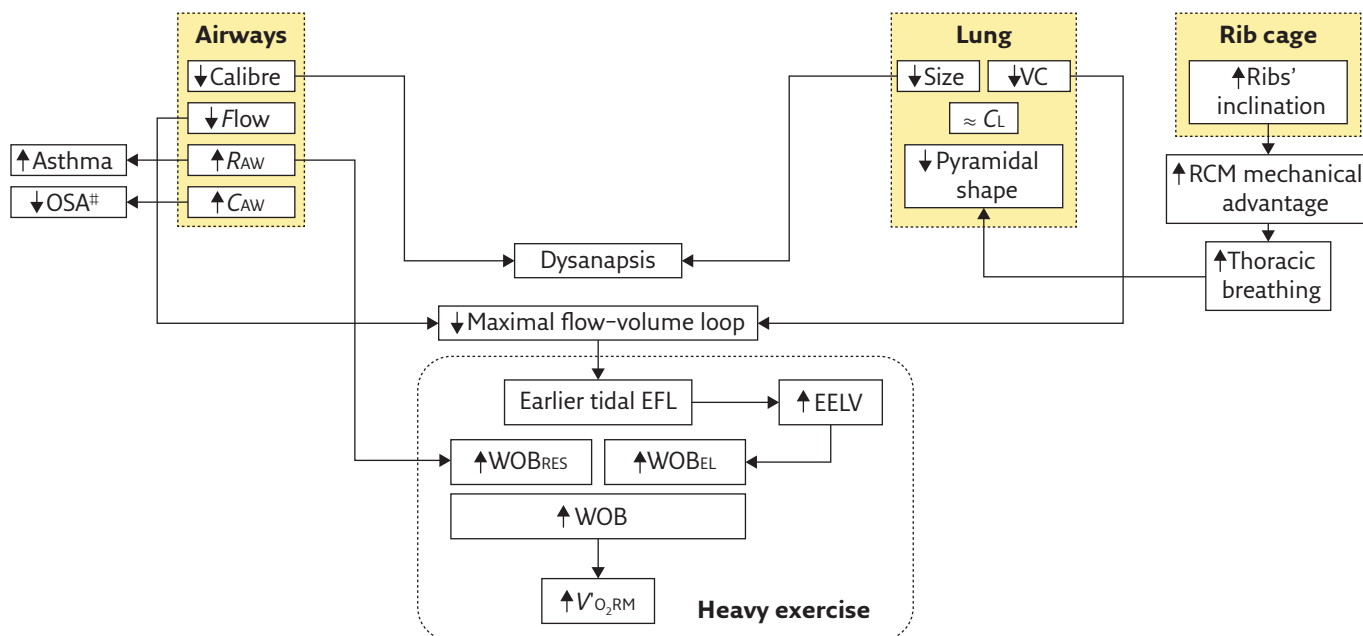 Airways
↓Calibre
↓Flow
↑RAW
↑CAW
↑Asthma
↓OSA#
Lung
↓Size
↓VC
≈ CL
↓Pyramidal
shape
Rib cage
↑Ribs'
inclination
↑RCM mechanical
advantage
↑Thoracic
breathing
Dysanapsis
↓Maximal flow–volume loop
Earlier tidal EFL
↑EELV
↑WOBRES
↑WOBEL
↑WOB
↑V'O2RM
Heavy exercise